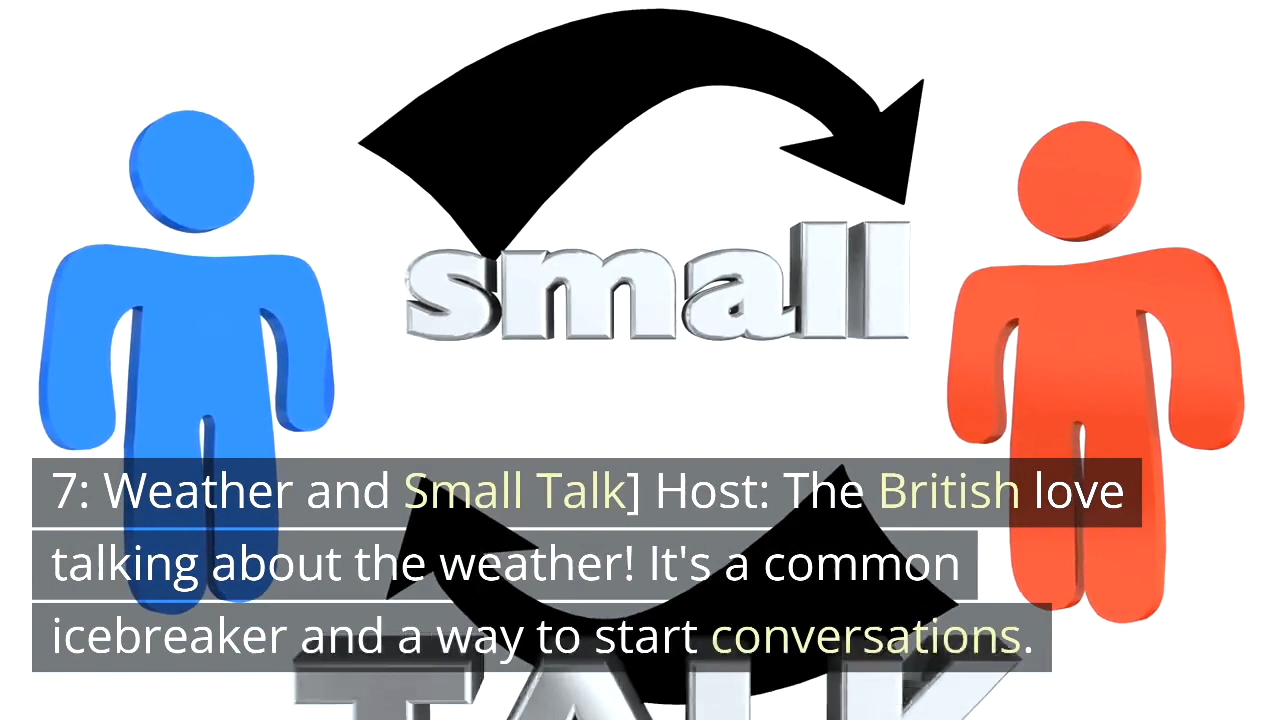 small
7: Weather and Small Talk] Host: The British love
talking about the weather! It's a common
icebreaker and a way to start conversations.
TALK